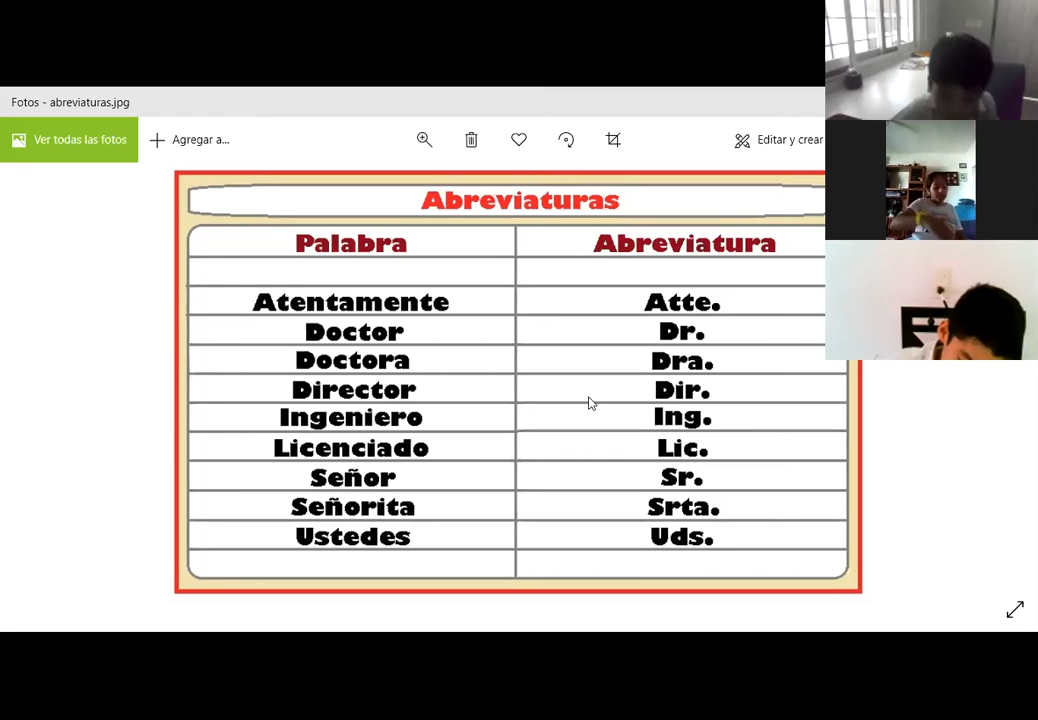 Fotos - abreviaturas.jpg
Ver todas las fotos
Agregar a...
Editar y crear
Abreviaturas
Palabra Abreviatura
Atentamente Atte.
Doctor Dr.
Doctora Dra.
Director Dir.
Ingeniero Ing.
Licenciado Lic.
Señor Sr.
Señorita Srta.
Ustedes Uds.